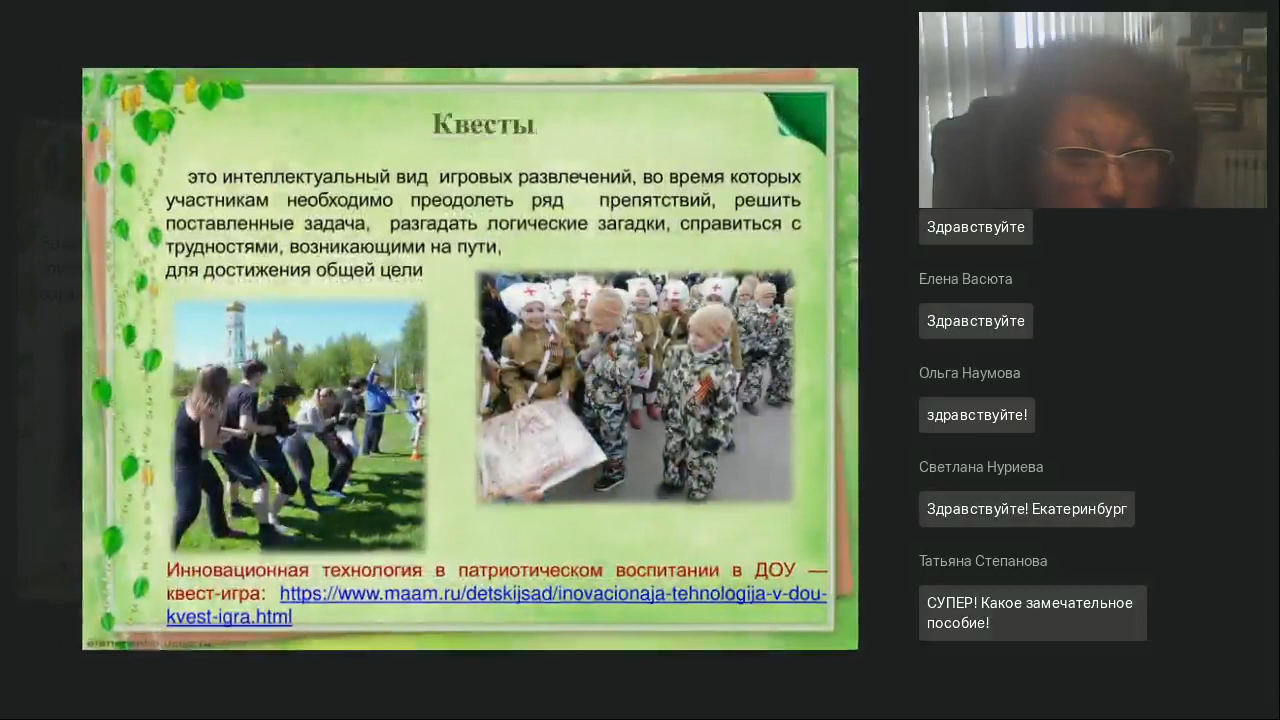 Квесты
это интеллектуальный вид игровых развлечений, во время которых
участникам необходимо преодолеть ряд препятствий, решить
поставленные задача, разгадать логические загадки, справиться с
трудностями, возникающими на пути,
для достижения общей цели
Инновационная технология в патриотическом воспитании в ДОУ —
квест-игра: https://www.maam.ru/detskijsad/inovacionaja-tehnologija-v-dou-
kvest-igra.html
Здравствуйте
Елена Васюта
Здравствуйте
Ольга Наумова
здравствуйте!
Светлана Нуриева
Здравствуйте! Екатеринбург
Татьяна Степанова
СУПЕР! Какое замечательное
пособие!